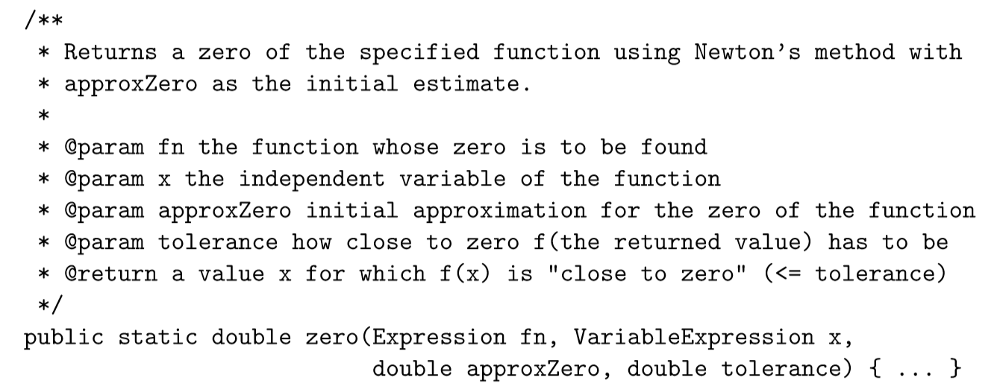 /**
 * Returns a zero of the specified function using Newton's method with
 * approxZero as the initial estimate.
 *
 * @param fn the function whose zero is to be found
 * @param x the independent variable of the function
 * @param approxZero initial approximation for the zero of the function
 * @param tolerance how close to zero f(the returned value) has to be
 * @return a value x for which f(x) is "close to zero" (<= tolerance)
 */
public static double zero(Expression fn, VariableExpression x,
                          double approxZero, double tolerance) { ... }